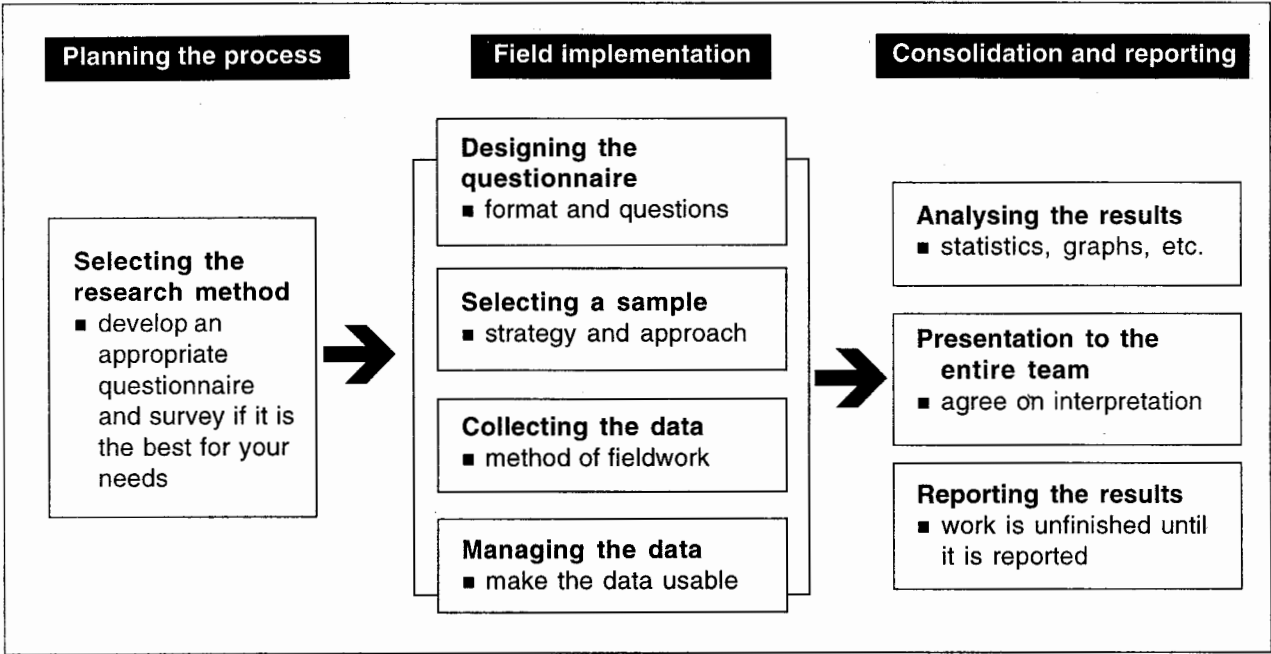 Planning the process
Selecting the
research method
■ develop an
appropriate
questionnaire
and survey if it is
the best for your
needs
Field implementation
Designing the
questionnaire
■ format and questions
Selecting a sample
■ strategy and approach
Collecting the data
■ method of fieldwork
Managing the data
■ make the data usable
Consolidation and reporting
Analysing the results
■ statistics, graphs, etc.
Presentation to the
entire team
■ agree on interpretation
Reporting the results
■ work is unfinished until
it is reported